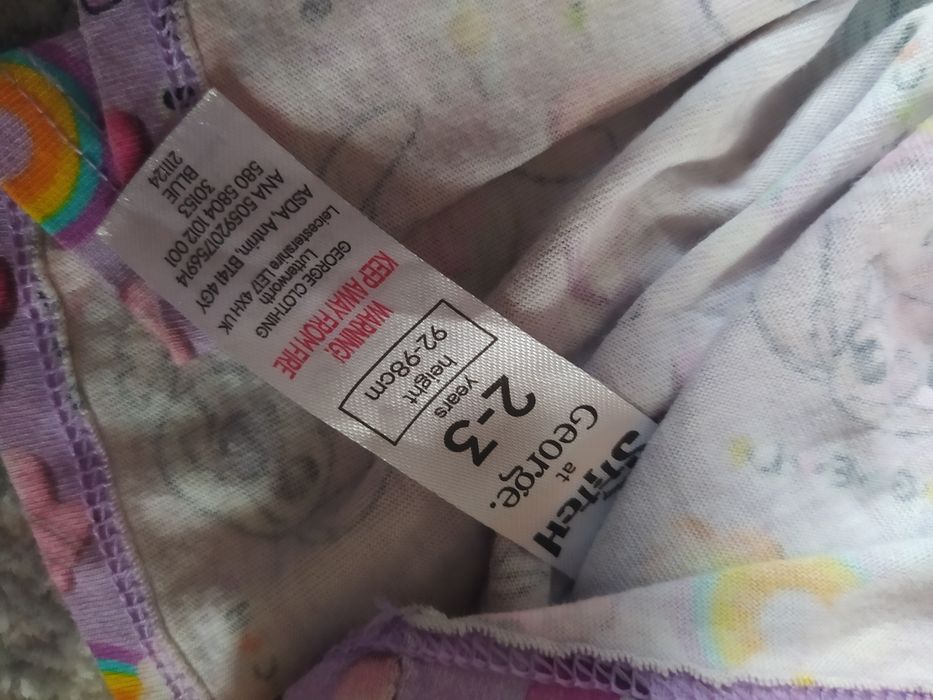 STITCH
at
George.
2-3
years
height
92-98cm
WARNING!
KEEP AWAY FROM FIRE
GEORGE CLOTHING
Lutterworth
Leicestershire LE17 4XH UK
ASDA, Antrim, BT41 4GY
ANA 5059201756914
580 5804 1012 001
30153
BLUE
211124